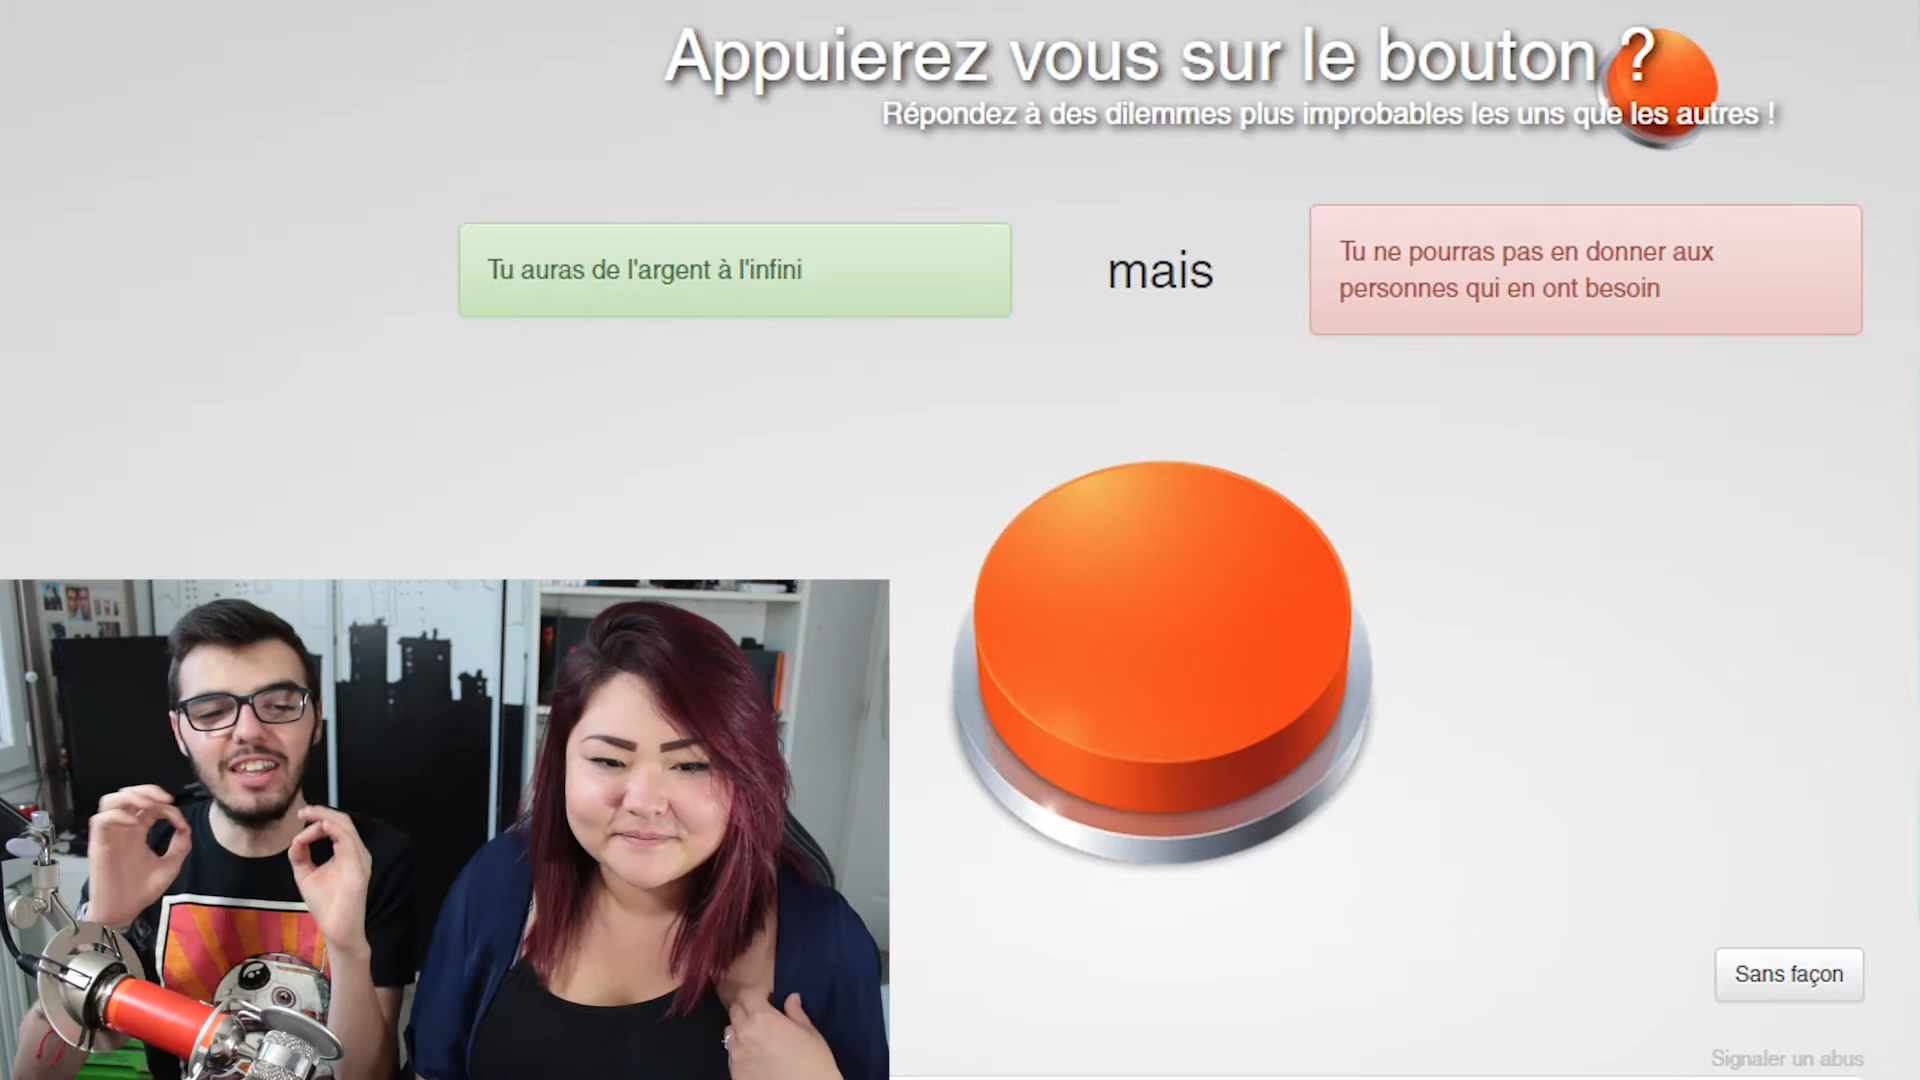 Appuierez vous sur le bouton ?
Répondez à des dilemmes plus improbables les uns que les autres !
Tu auras de l'argent à l'infini
mais
Tu ne pourras pas en donner aux
personnes qui en ont besoin
Sans façon
Signaler un abus